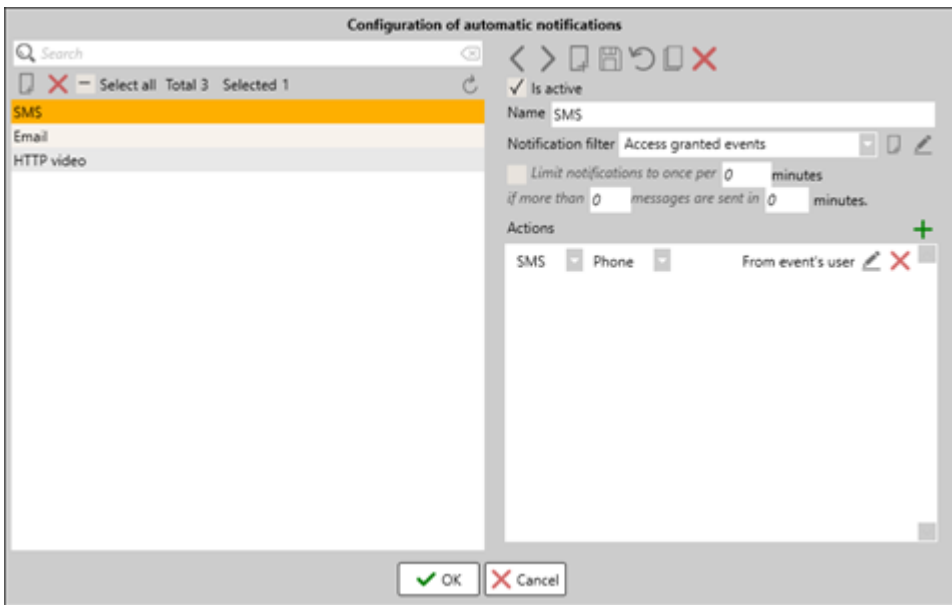 Configuration of automatic notifications
Search
Select all Total 3 Selected 1
SMS
Email
HTTP video
Is active
Name SMS
Notification filter Access granted events
Limit notifications to once per 0 minutes
if more than 0 messages are sent in 0 minutes.
Actions
SMS Phone From event's user
OK Cancel